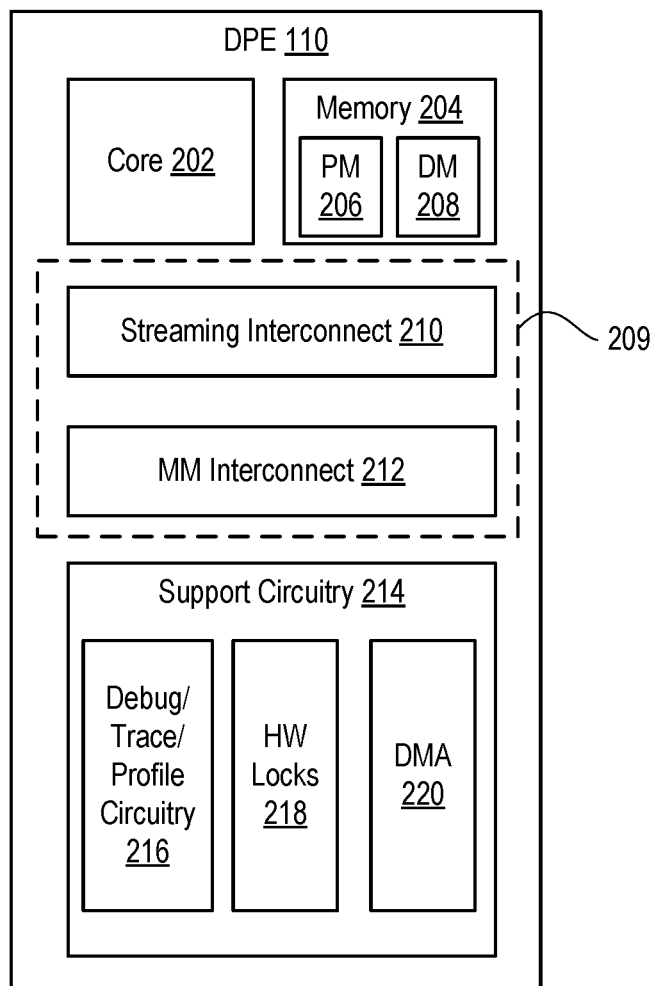 DPE 110
Core 202
Memory 204
PM
206
DM
208
Streaming Interconnect 210
209
MM Interconnect 212
Support Circuitry 214
Debug/
Trace/
Profile
Circuitry
216
HW
Locks
218
DMA
220